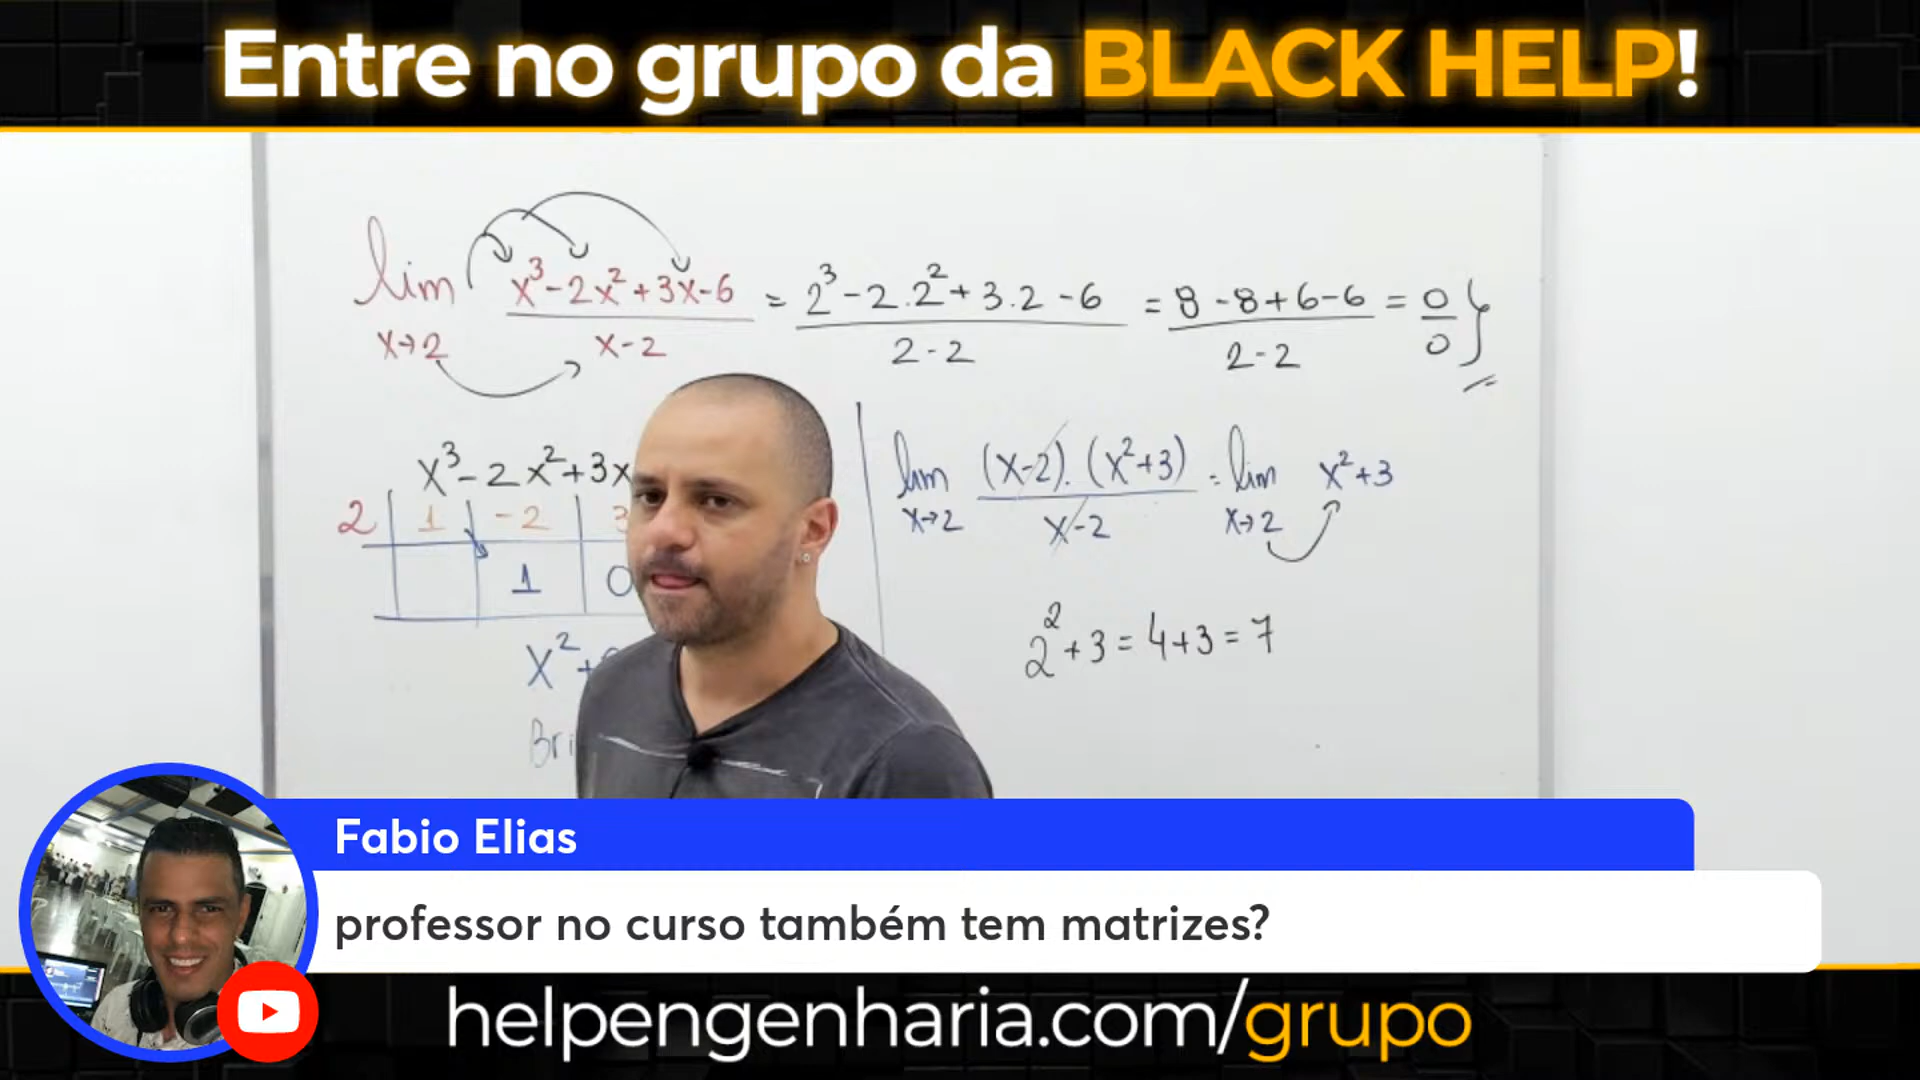 Entre no grupo da BLACK HELP!
lim x³-2x²+3x-6 = 2³-2.2²+3.2-6 = 8-8+6-6 = 0
x→2 x-2 2-2 2-2 0
x³-2x²+3x
2 1 -2 3
1 0
x²+
Bri
lim (x-2).(x²+3) = lim x²+3
x→2 x-2 x→2
2²+3=4+3=7
Fabio Elias
professor no curso também tem matrizes?
helpengenharia.com/grupo